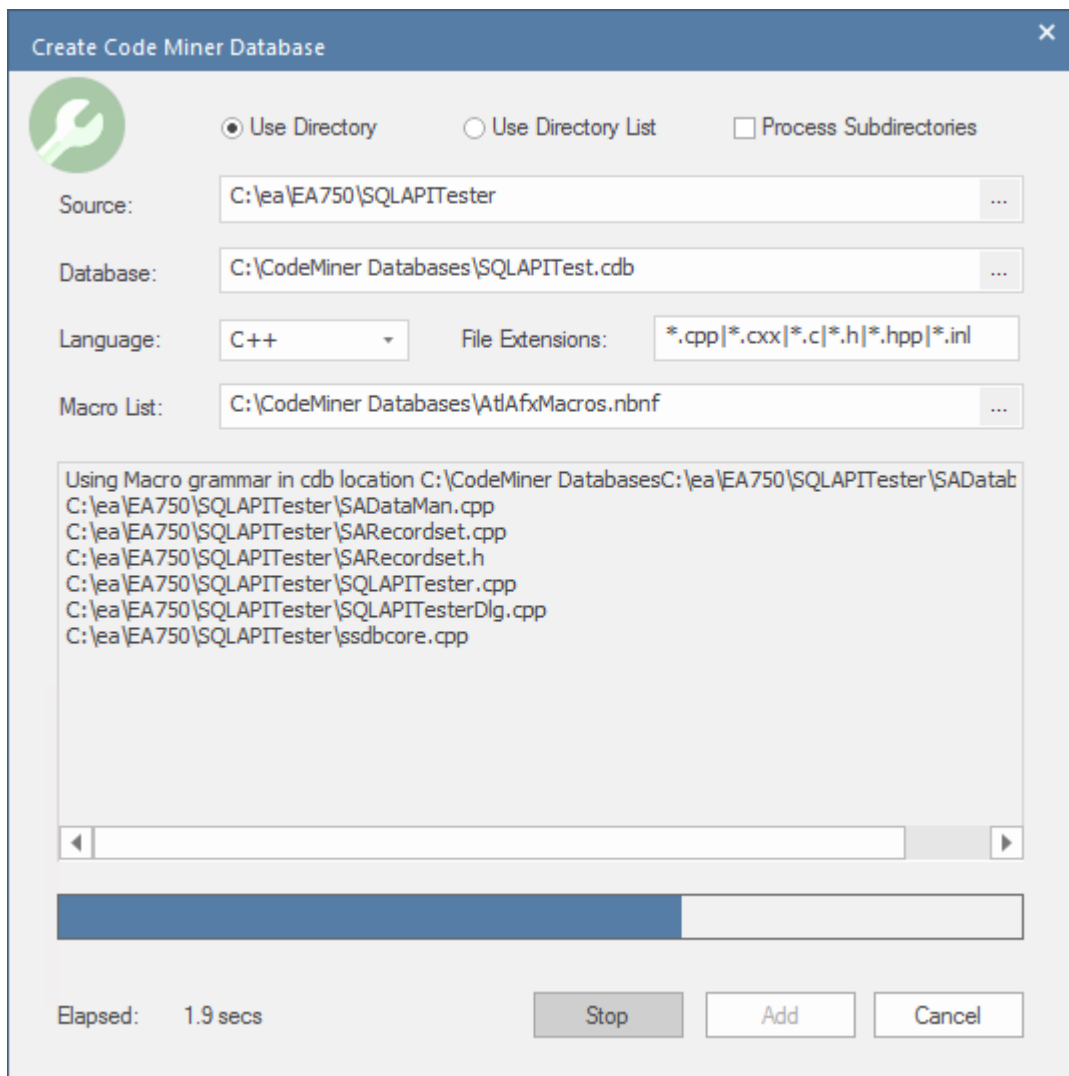 Create Code Miner Database
Use Directory Use Directory List Process Subdirectories
Source: C:\ea\EA750\SQLAPITester ...
Database: C:\CodeMiner Databases\SQLAPITest.cdb ...
Language: C++ File Extensions: *.cpp|*.cxx|*.c|*.h|*.hpp|*.inl
Macro List: C:\CodeMiner Databases\AtlAfxMacros.nbnf ...
Using Macro grammar in cdb location C:\CodeMiner DatabasesC:\ea\EA750\SQLAPITester\SADatab
C:\ea\EA750\SQLAPITester\SADataMan.cpp
C:\ea\EA750\SQLAPITester\SARecordset.cpp
C:\ea\EA750\SQLAPITester\SARecordset.h
C:\ea\EA750\SQLAPITester\SQLAPITester.cpp
C:\ea\EA750\SQLAPITester\SQLAPITesterDlg.cpp
C:\ea\EA750\SQLAPITester\ssdbcore.cpp
Elapsed: 1.9 secs Stop Add Cancel